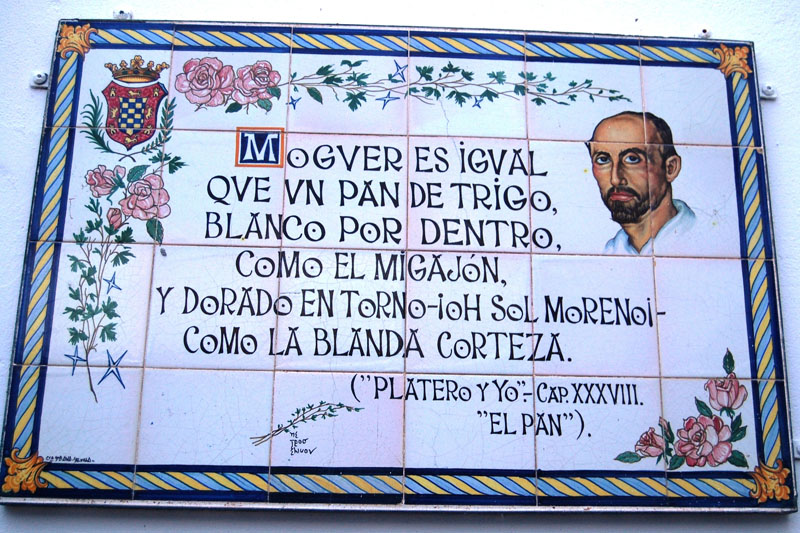 MOGVER ES iGVAL
QVE VN PAN DE TRIGO,
BLANCO POR DENTRO,
COMO EL MIGAJÓN,
Y DORADO EN TORNO-¡OH SOL MORENO¡-
COMO LA BLANDA CORTEZA.
("PLATERO Y YO".- CAP. XXXVIII.
"EL PAN").